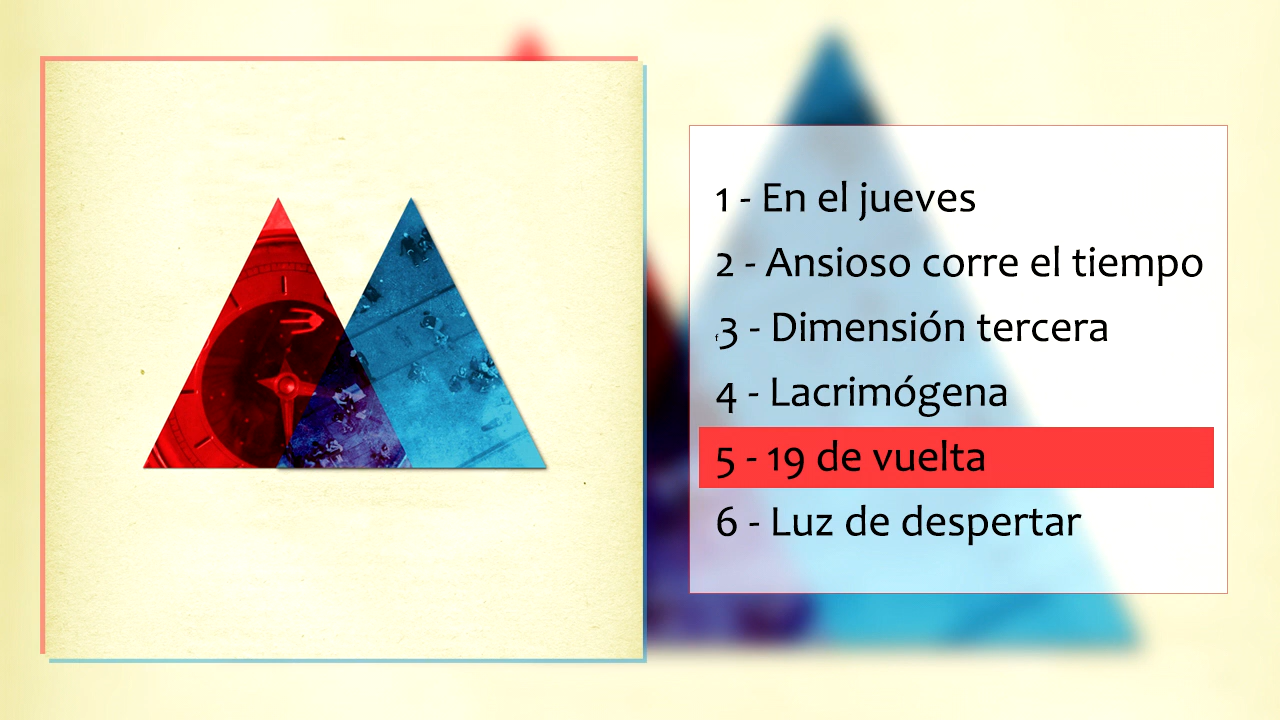 1 - En el jueves
2 - Ansioso corre el tiempo
f3 - Dimensión tercera
4 - Lacrimógena
5 - 19 de vuelta
6 - Luz de despertar